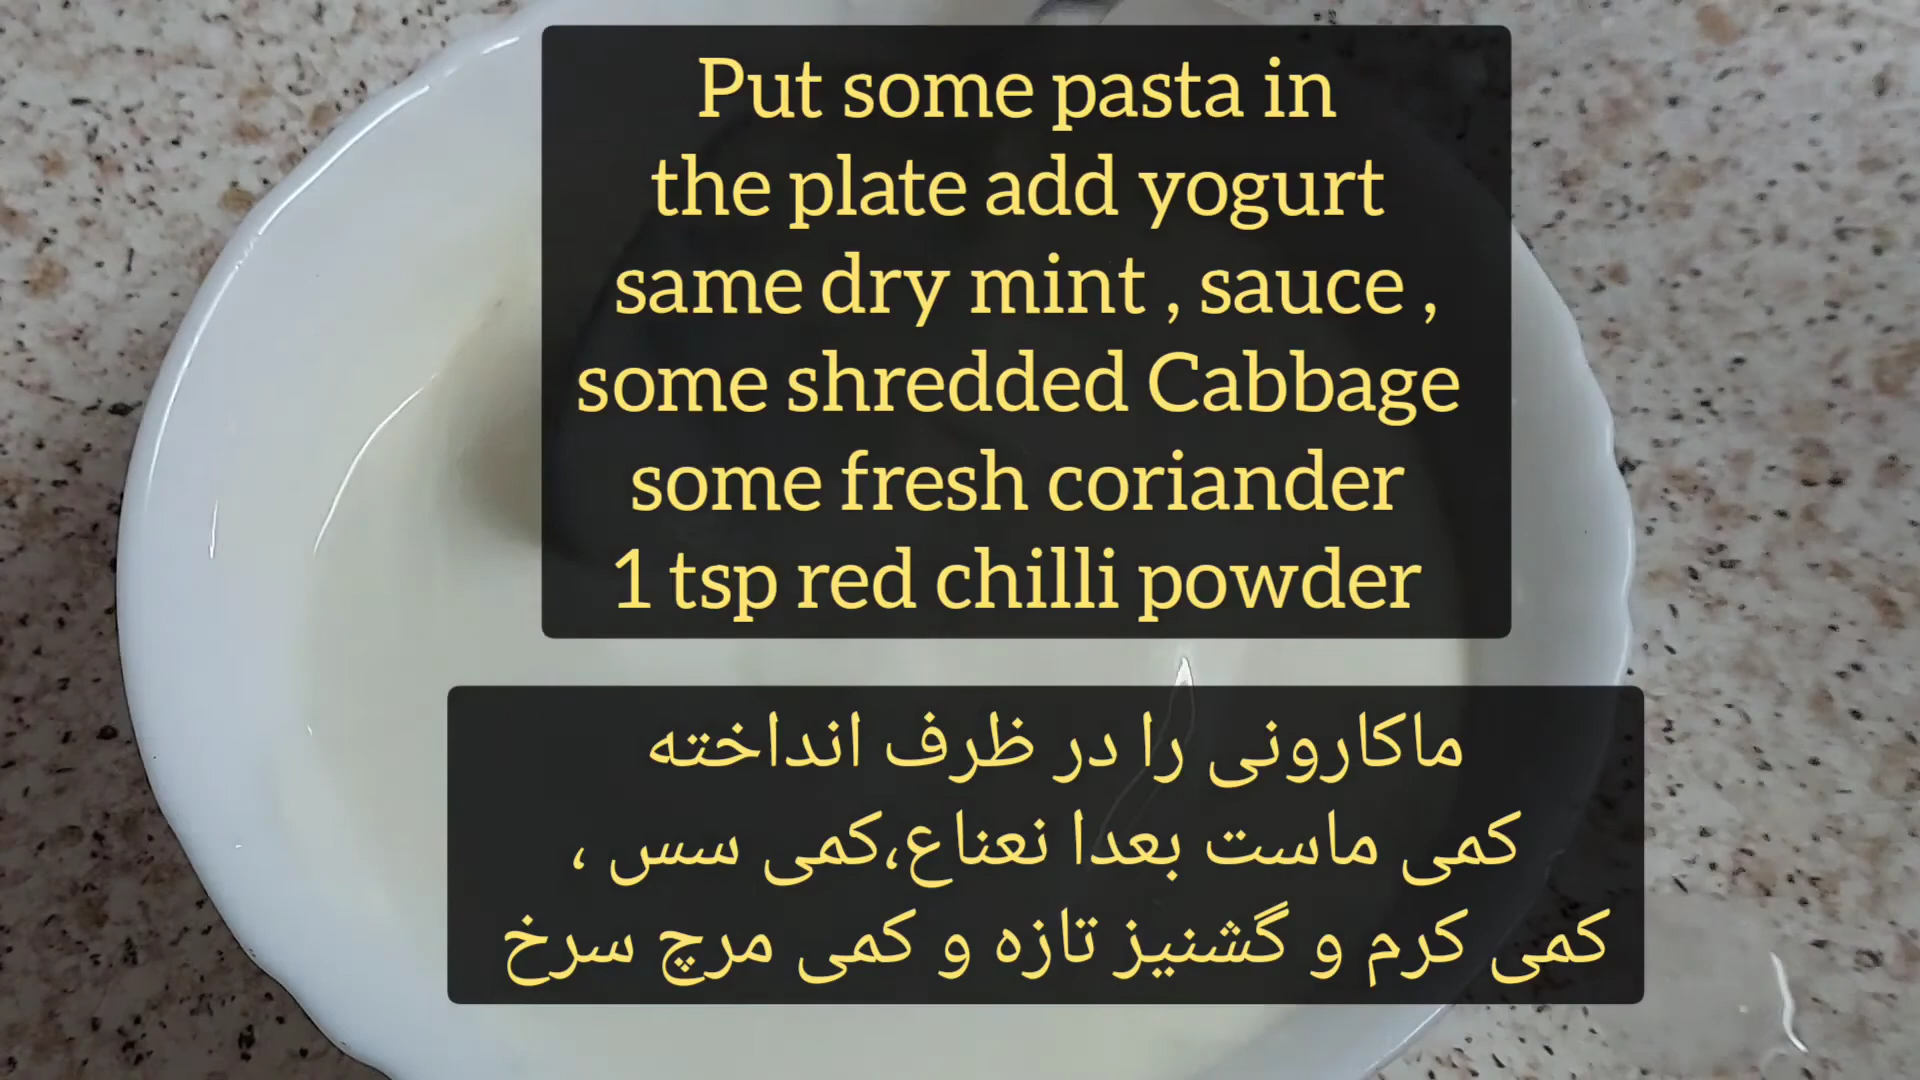 Put some pasta in
the plate add yogurt
same dry mint , sauce ,
some shredded Cabbage
some fresh coriander
1 tsp red chilli powder
ماکارونی را در ظرف انداخته
کمی ماست بعدا نعناع،کمی سس ،
کمی کرم و گشنیز تازه و کمی مرچ سرخ